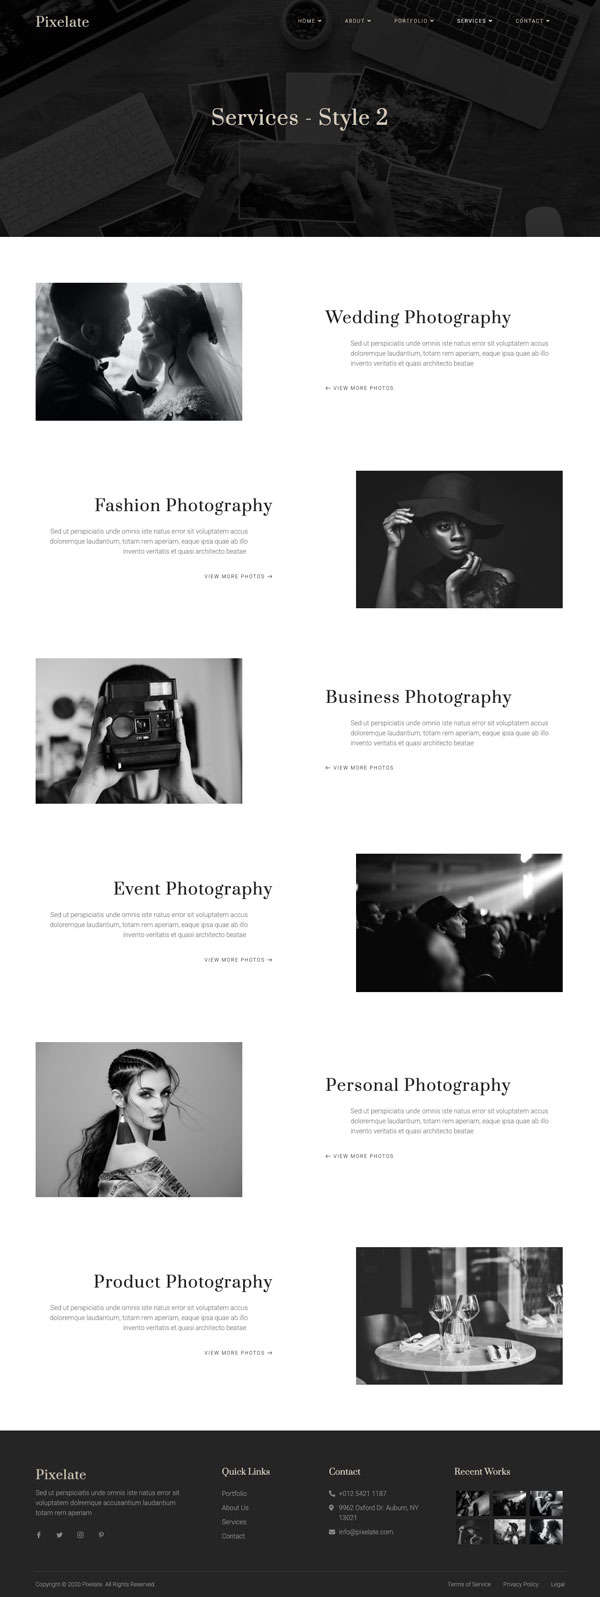 Pixelate
HOME
ABOUT
PORTFOLIO
SERVICES
CONTACT
Services - Style 2
Wedding Photography
Sed ut perspiciatis unde omnis iste natus error sit voluptatem accus
doloremque laudantium, totam rem aperiam, eaque ipsa quae ab illo
invento veritatis et quasi architecto beatae
← VIEW MORE PHOTOS
Fashion Photography
Sed ut perspiciatis unde omnis iste natus error sit voluptatem accus
doloremque laudantium, totam rem aperiam, eaque ipsa quae ab illo
invento veritatis et quasi architecto beatae
VIEW MORE PHOTOS →
Business Photography
Sed ut perspiciatis unde omnis iste natus error sit voluptatem accus
doloremque laudantium, totam rem aperiam, eaque ipsa quae ab illo
invento veritatis et quasi architecto beatae
← VIEW MORE PHOTOS
Event Photography
Sed ut perspiciatis unde omnis iste natus error sit voluptatem accus
doloremque laudantium, totam rem aperiam, eaque ipsa quae ab illo
invento veritatis et quasi architecto beatae
VIEW MORE PHOTOS →
Personal Photography
Sed ut perspiciatis unde omnis iste natus error sit voluptatem accus
doloremque laudantium, totam rem aperiam, eaque ipsa quae ab illo
invento veritatis et quasi architecto beatae
← VIEW MORE PHOTOS
Product Photography
Sed ut perspiciatis unde omnis iste natus error sit voluptatem accus
doloremque laudantium, totam rem aperiam, eaque ipsa quae ab illo
invento veritatis et quasi architecto beatae
VIEW MORE PHOTOS →
Pixelate
Sed ut perspiciatis unde omnis iste natus error sit
voluptatem dolremque accusantium laudantium
totam rem aperiam
Quick Links
Portfolio
About Us
Services
Contact
Contact
+012 5421 1187
9962 Oxford Dr. Auburn, NY
13021
info@pixelate.com
Recent Works
Copyright © 2020 Pixelate. All Rights Reserved.
Terms of Service
Privacy Policy
Legal